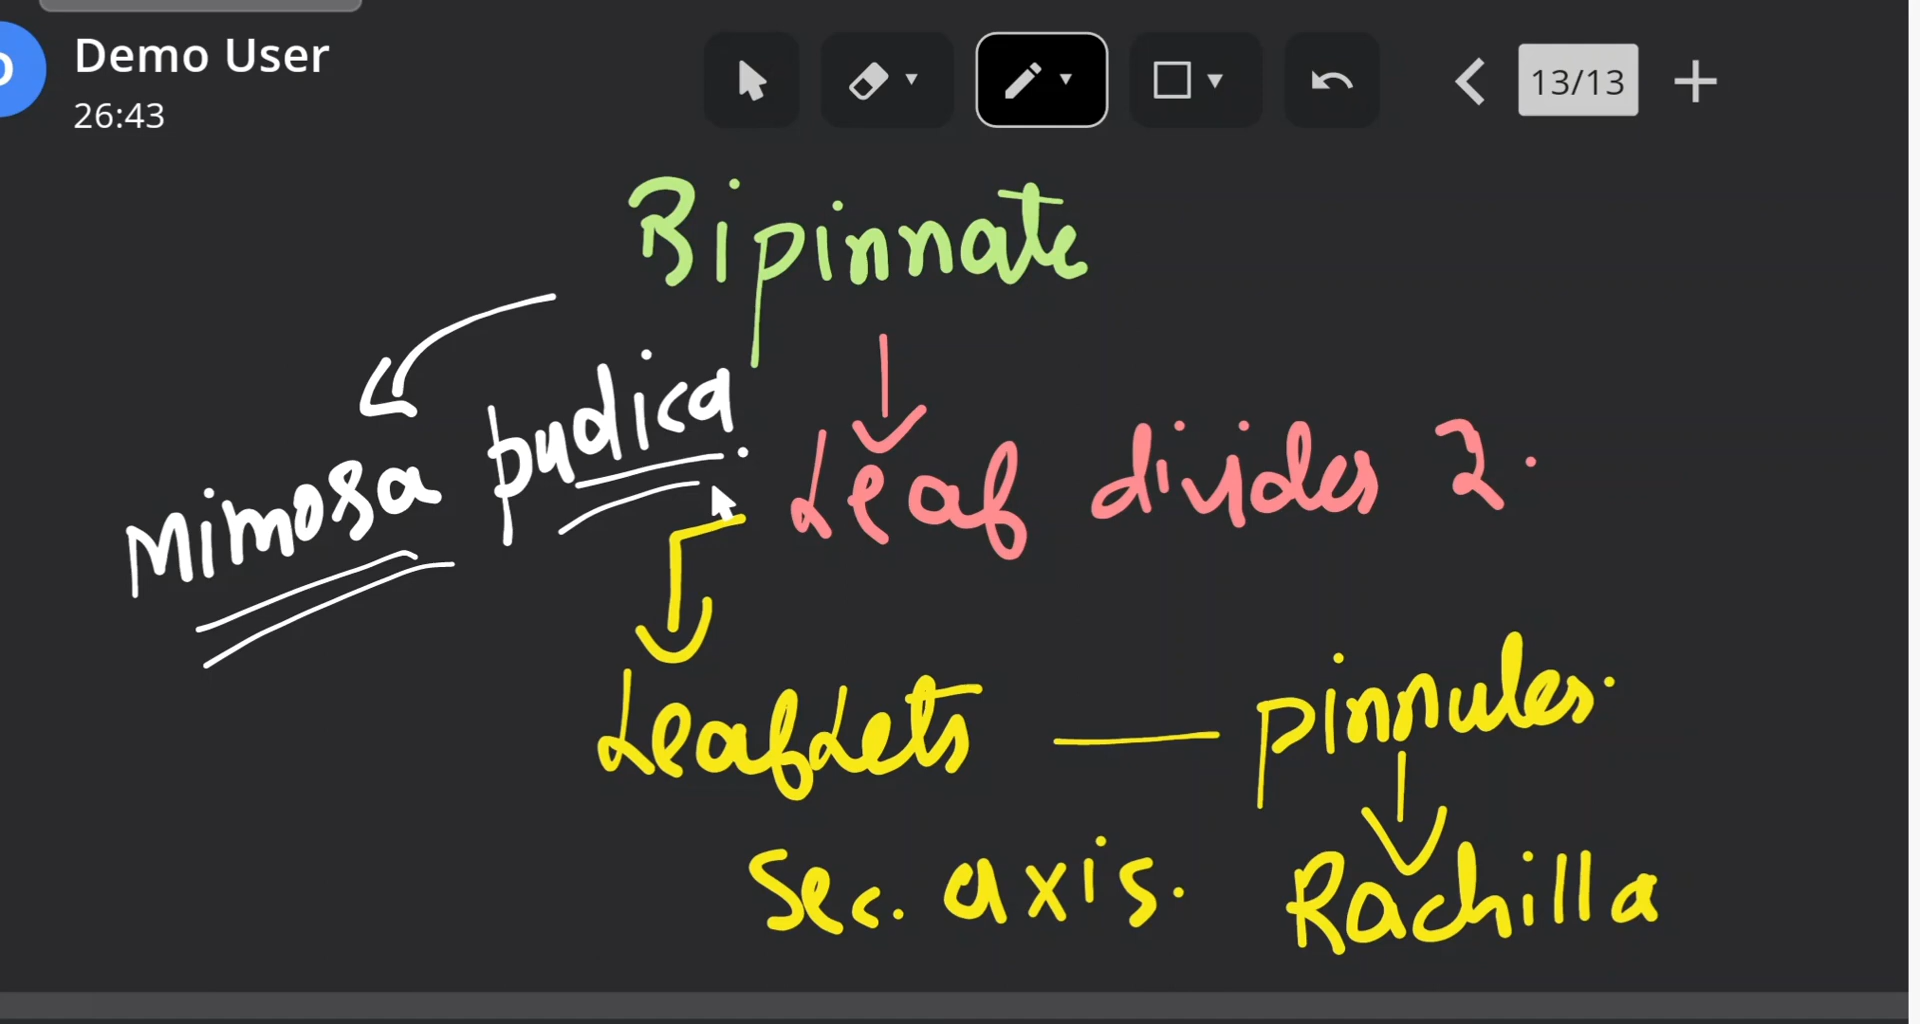 Demo User
26:43
13/13
Bipinnate
Mimosa pudica.
Leaf divides 2.
Leaflets — pinnules.
Sec. axis. Rachilla